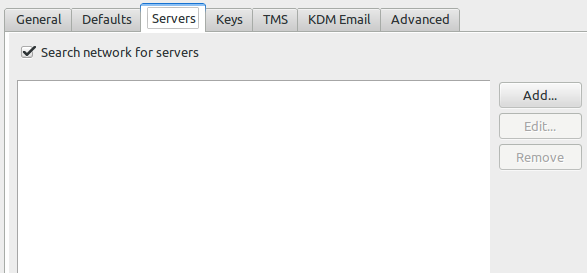 General Defaults Servers Keys TMS KDM Email Advanced
Search network for servers
Add...
Edit...
Remove